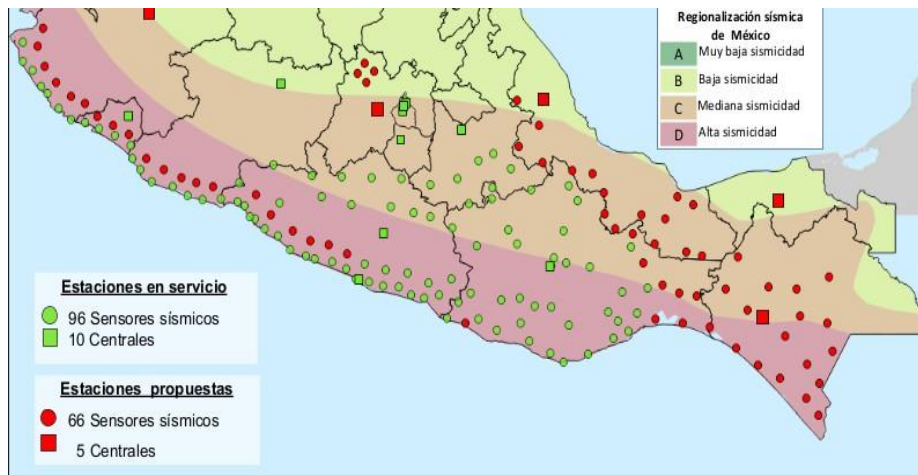 Regionalización sísmica
de México
A Muy baja sismicidad
B Baja sismicidad
C Mediana sismicidad
D Alta sismicidad
Estaciones en servicio
96 Sensores sísmicos
10 Centrales
Estaciones propuestas
66 Sensores sísmicos
5 Centrales